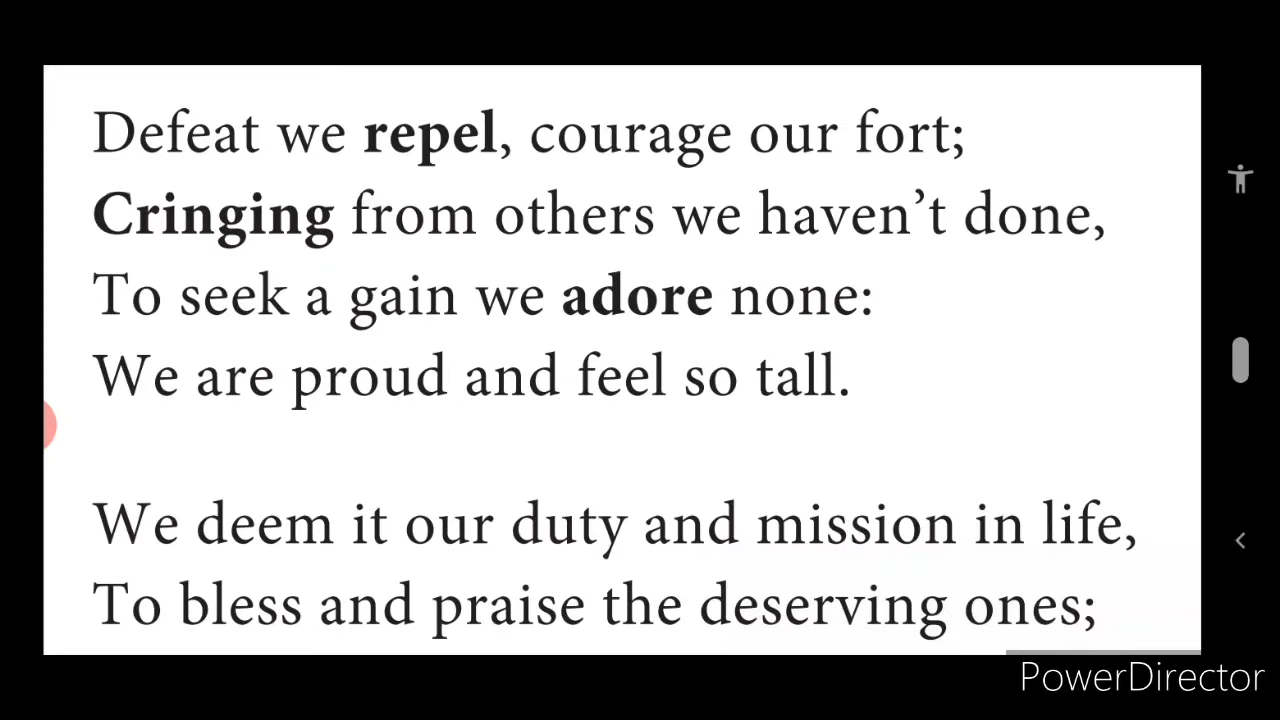 Defeat we repel, courage our fort;
Cringing from others we haven’t done,
To seek a gain we adore none:
We are proud and feel so tall.
We deem it our duty and mission in life,
To bless and praise the deserving ones;
PowerDirector